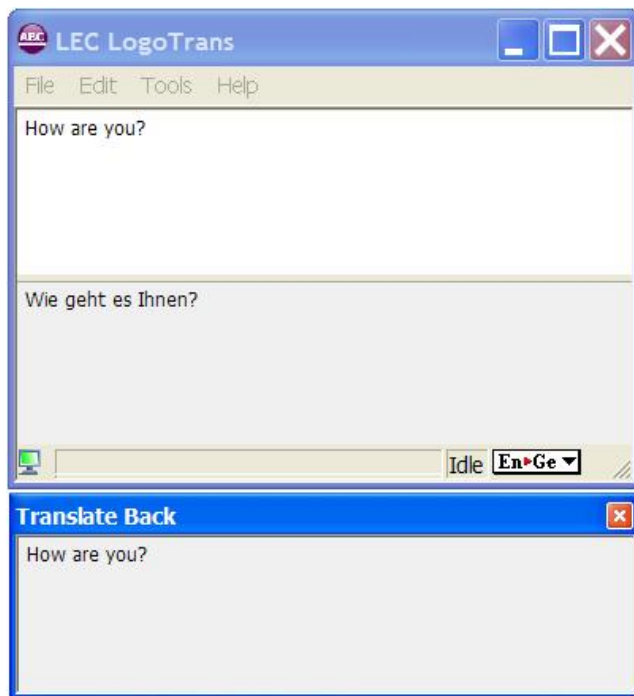 ABC LEC LogoTrans
File Edit Tools Help
How are you?
Wie geht es Ihnen?
Idle En▸Ge
Translate Back
How are you?